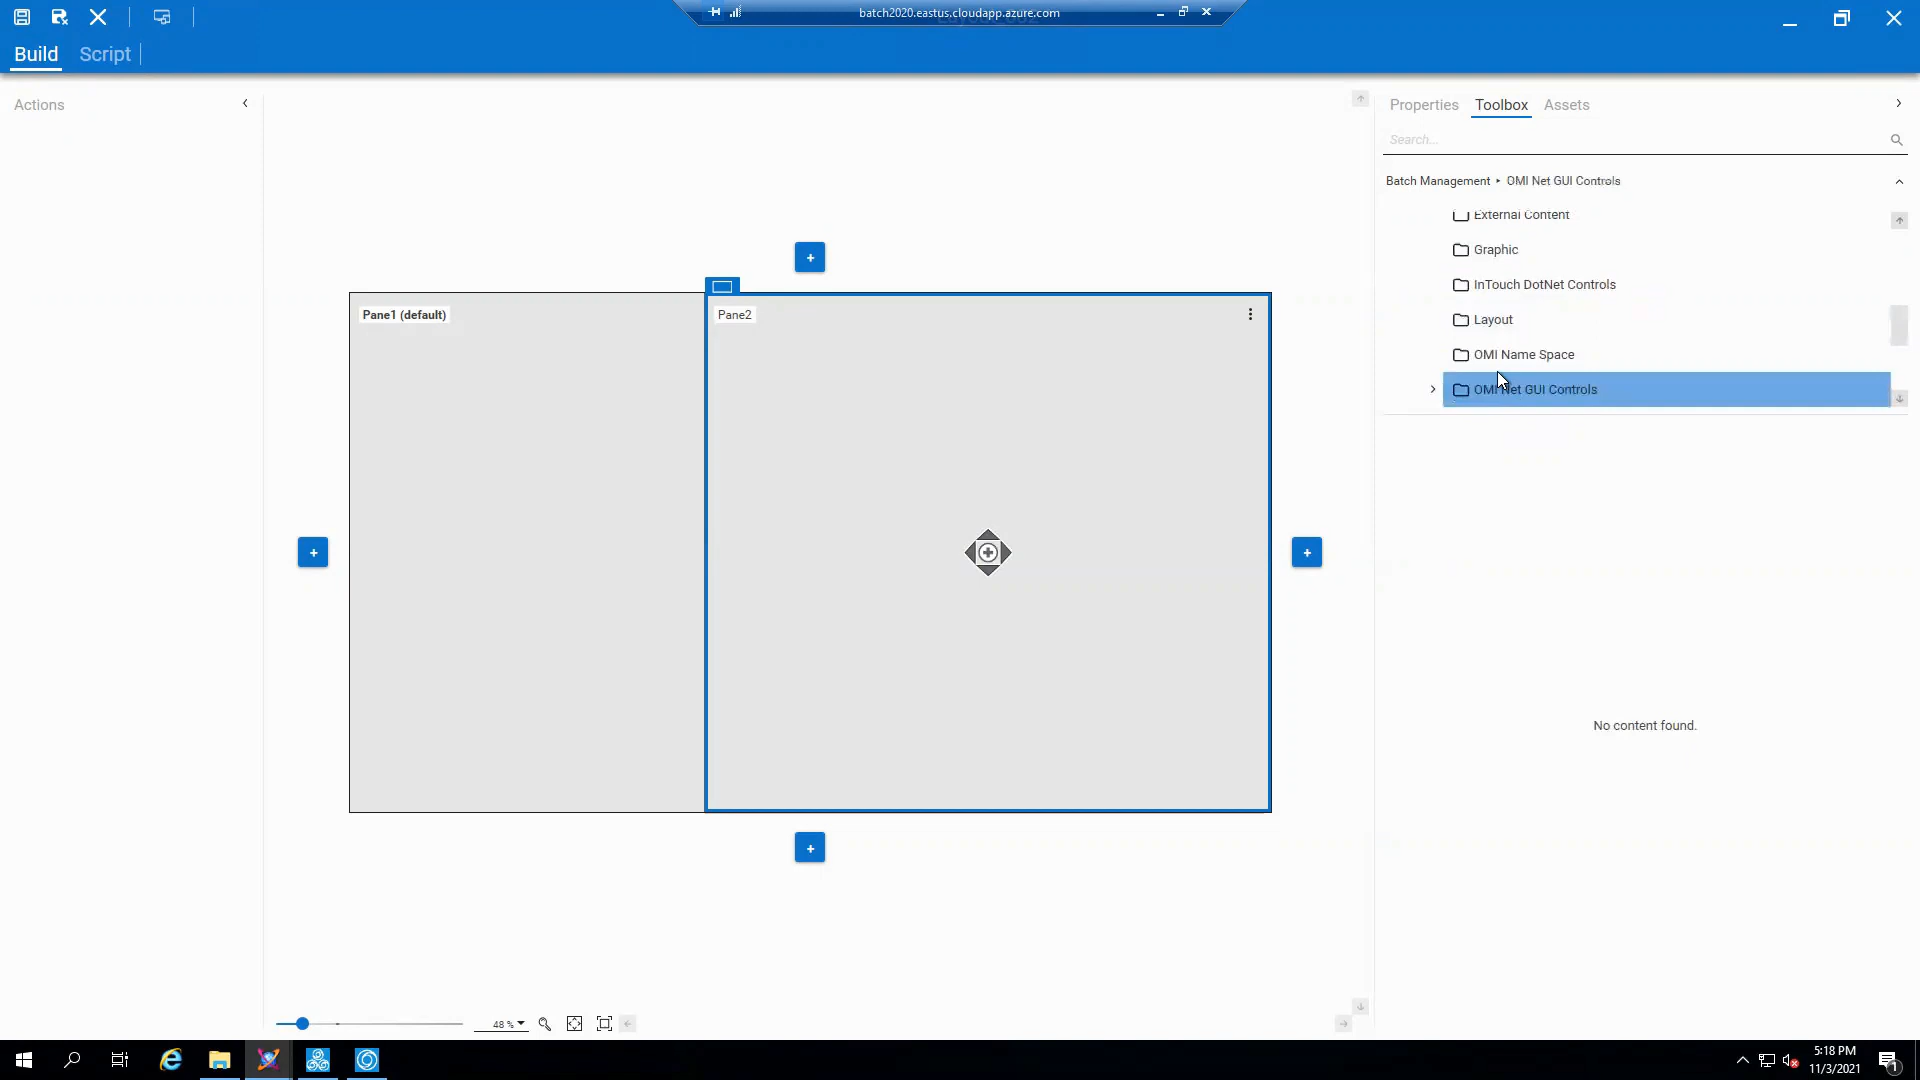 batch2020.eastus.cloudapp.azure.com
Build Script
Actions
Properties Toolbox Assets
Search...
Batch Management OMI Net GUI Controls
External Content
Graphic
InTouch DotNet Controls
Layout
OMI Name Space
OMI Net GUI Controls
Pane1 (default)
Pane2
No content found.
48 %
5:18 PM
11/3/2021
1